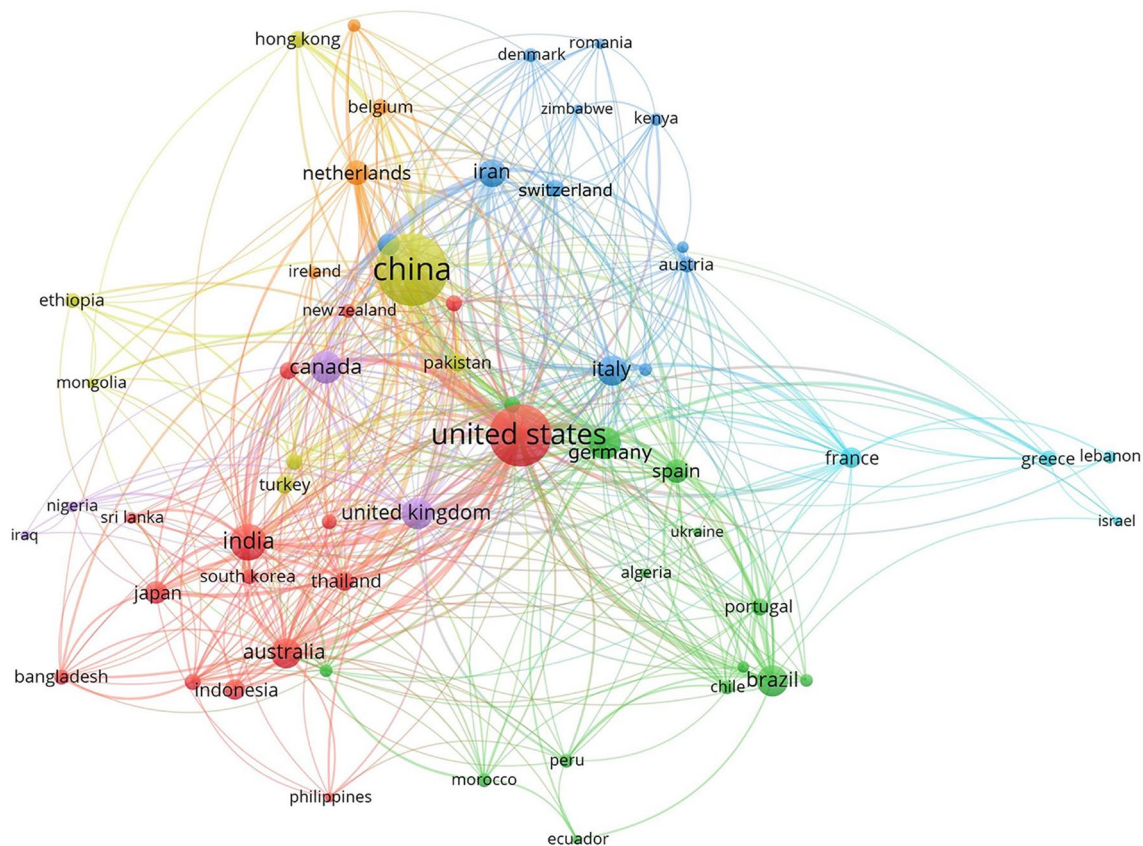 hong kong
denmark
romania
belgium
zimbabwe
kenya
netherlands
iran
switzerland
china
ireland
austria
ethiopia
new zealand
canada
pakistan
italy
mongolia
united states
germany
france
greece
lebanon
spain
turkey
nigeria
sri lanka
united kingdom
israel
iraq
india
ukraine
south korea
thailand
algeria
japan
portugal
australia
bangladesh
indonesia
chile
brazil
peru
morocco
philippines
ecuador